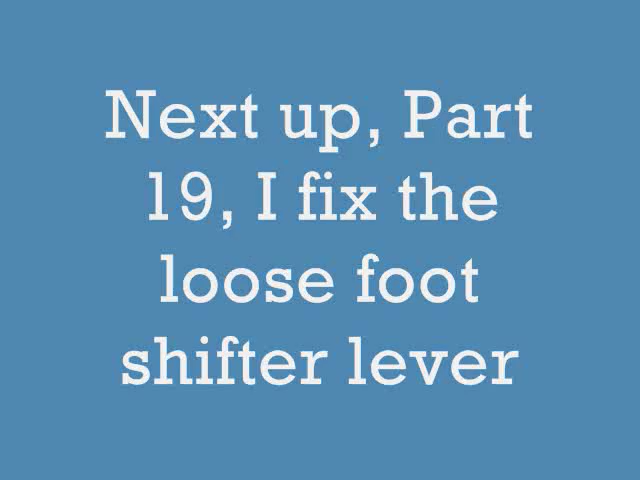 Next up, Part
19, I fix the
loose foot
shifter lever